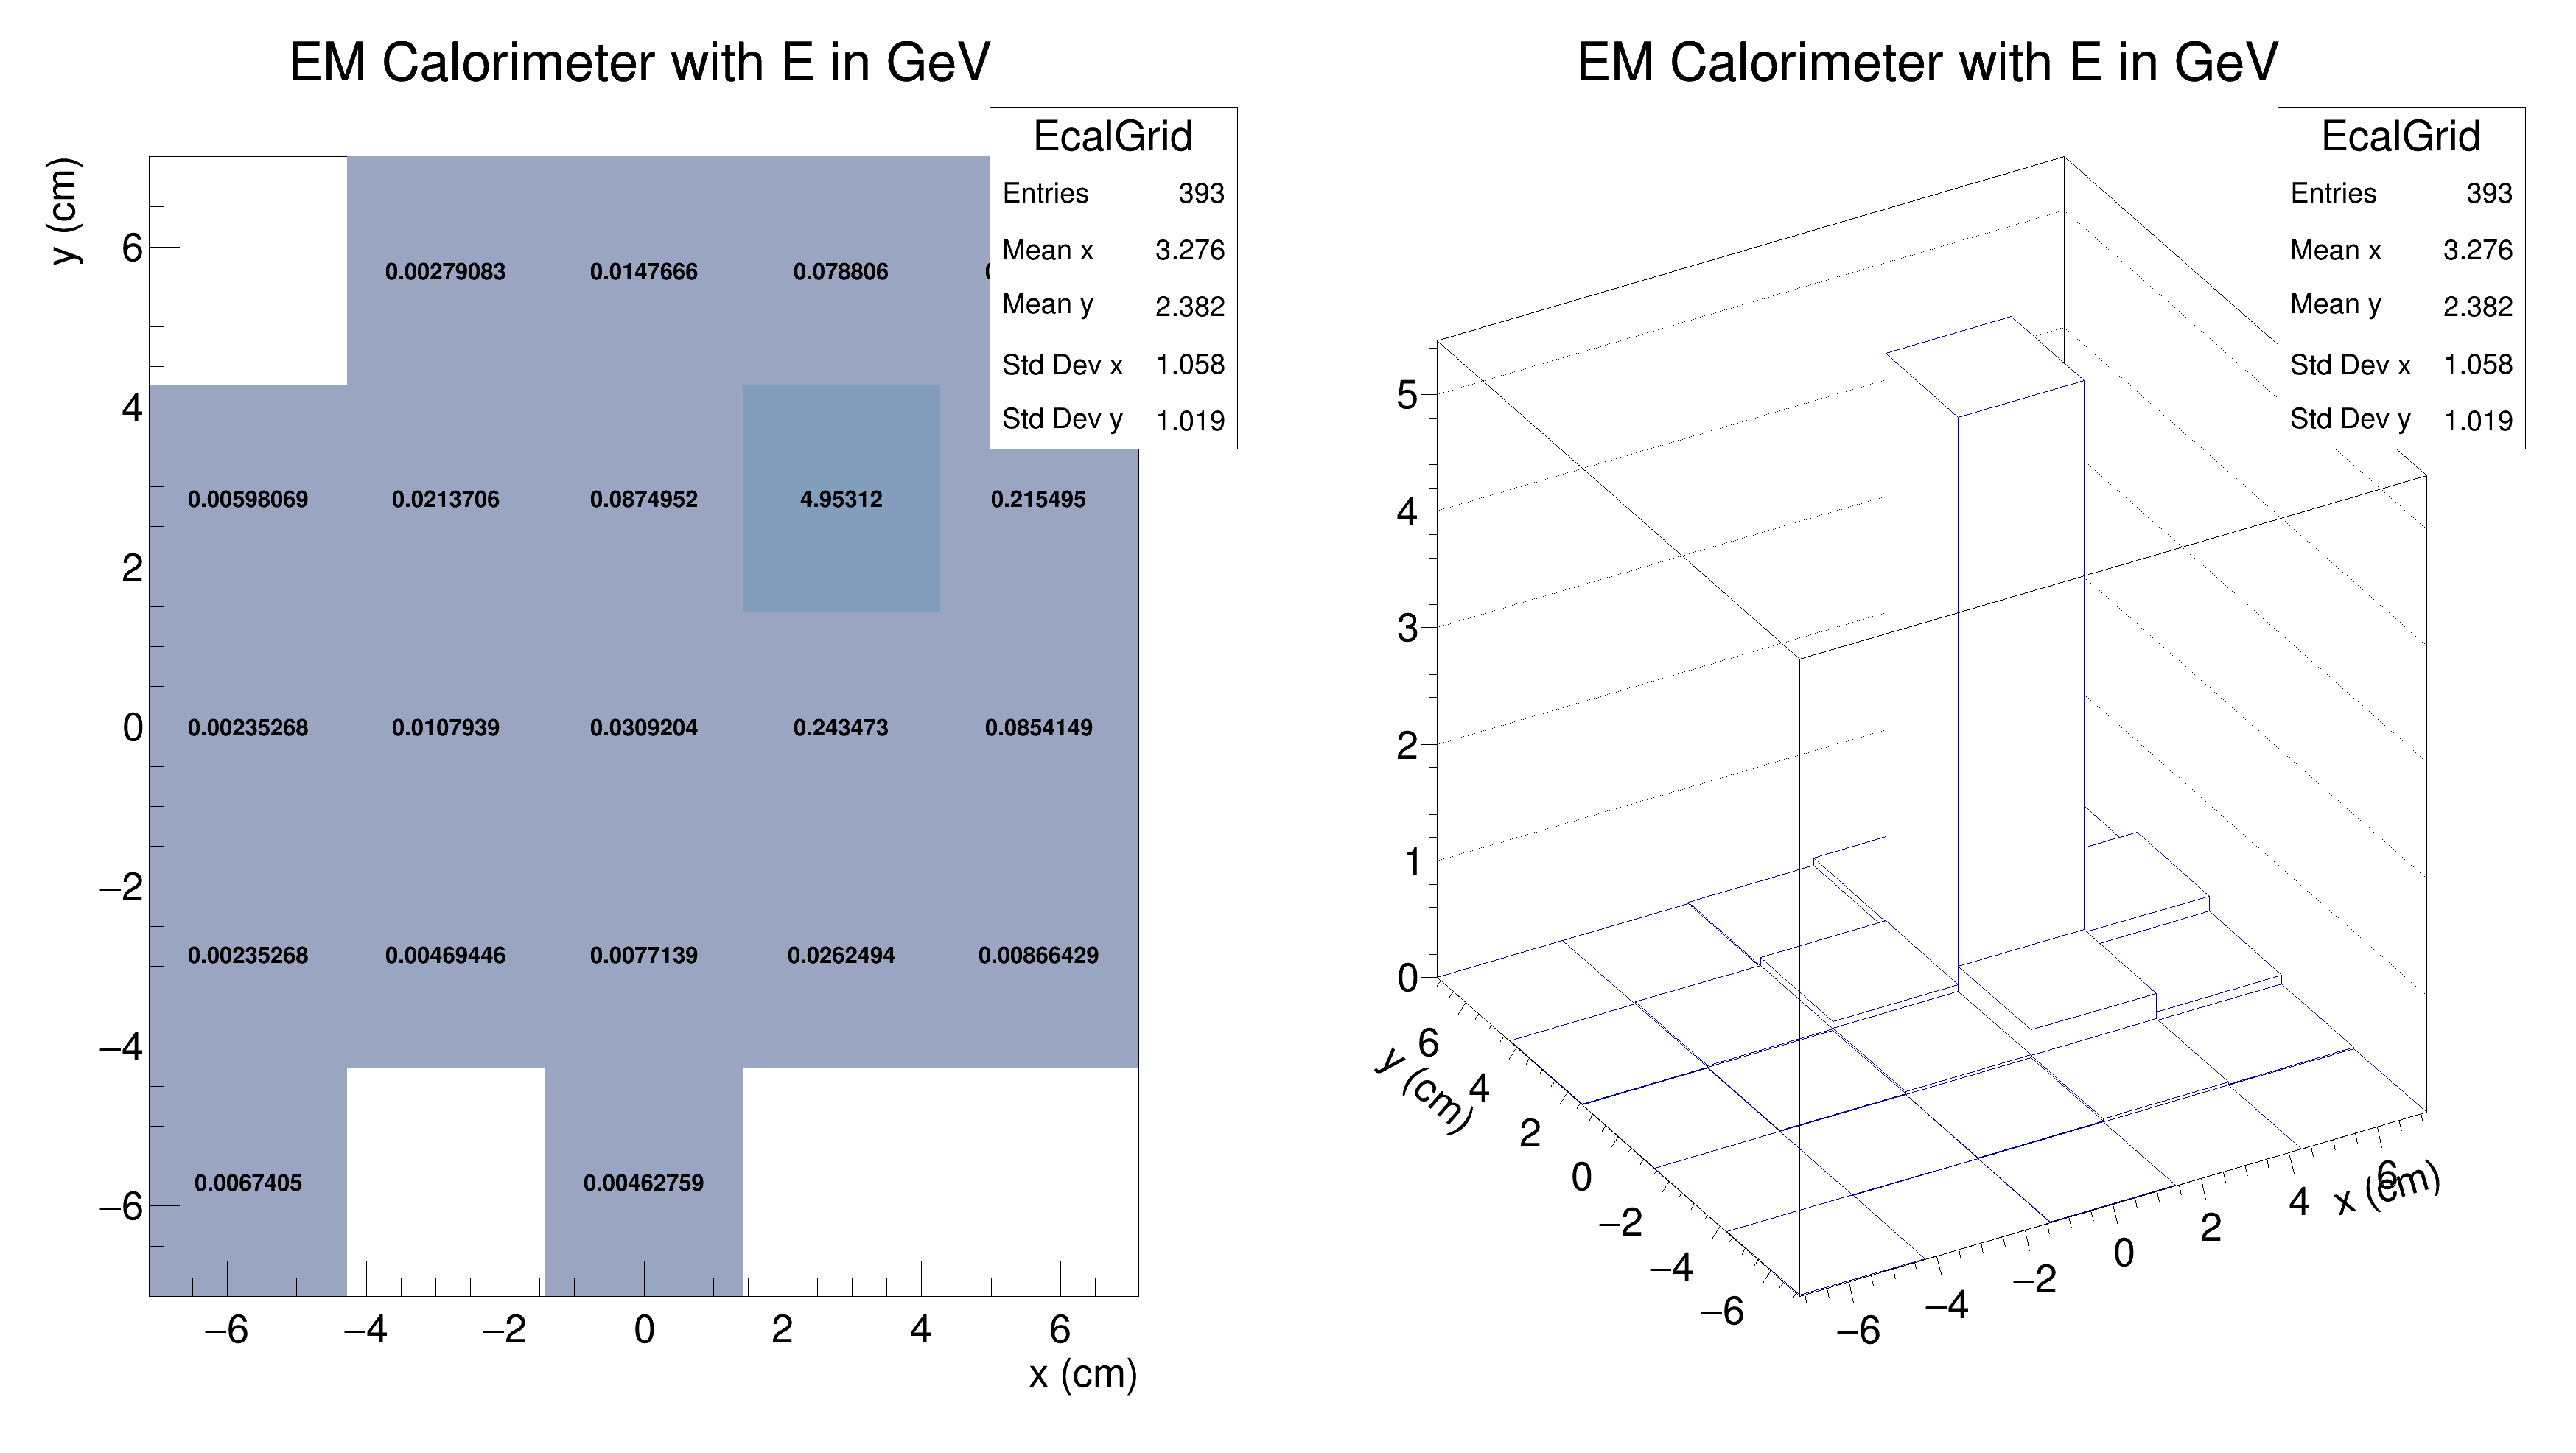 EM Calorimeter with E in GeV
EcalGrid
Entries 393
Mean x 3.276
Mean y 2.382
Std Dev x 1.058
Std Dev y 1.019
y (cm)
6
4
2
0
−2
−4
−6
0.00279083 0.0147666 0.078806
0.00598069 0.0213706 0.0874952 4.95312 0.215495
0.00235268 0.0107939 0.0309204 0.243473 0.0854149
0.00235268 0.00469446 0.0077139 0.0262494 0.00866429
0.0067405 0.00462759
−6 −4 −2 0 2 4 6
x (cm)
EM Calorimeter with E in GeV
EcalGrid
Entries 393
Mean x 3.276
Mean y 2.382
Std Dev x 1.058
Std Dev y 1.019
5
4
3
2
1
0
6
4
2
0
−2
−4
−6
y (cm)
−6
−4
−2
0
2
4
6
x (cm)